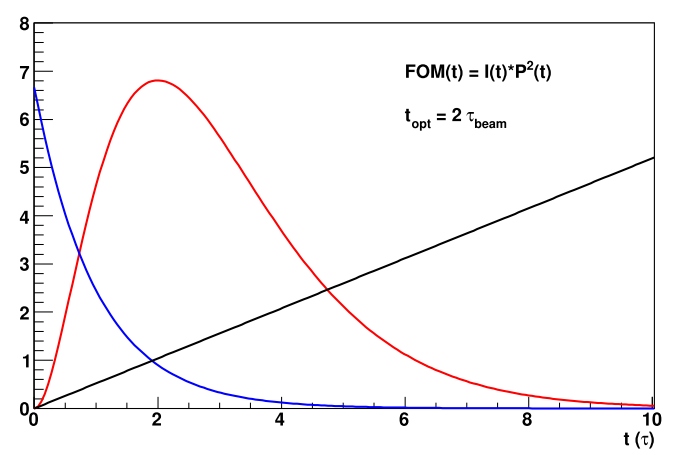 8
7
6
5
4
3
2
1
0
FOM(t) = I(t)*P²(t)
t_opt = 2 τ_beam
0 2 4 6 8 10
t (τ)